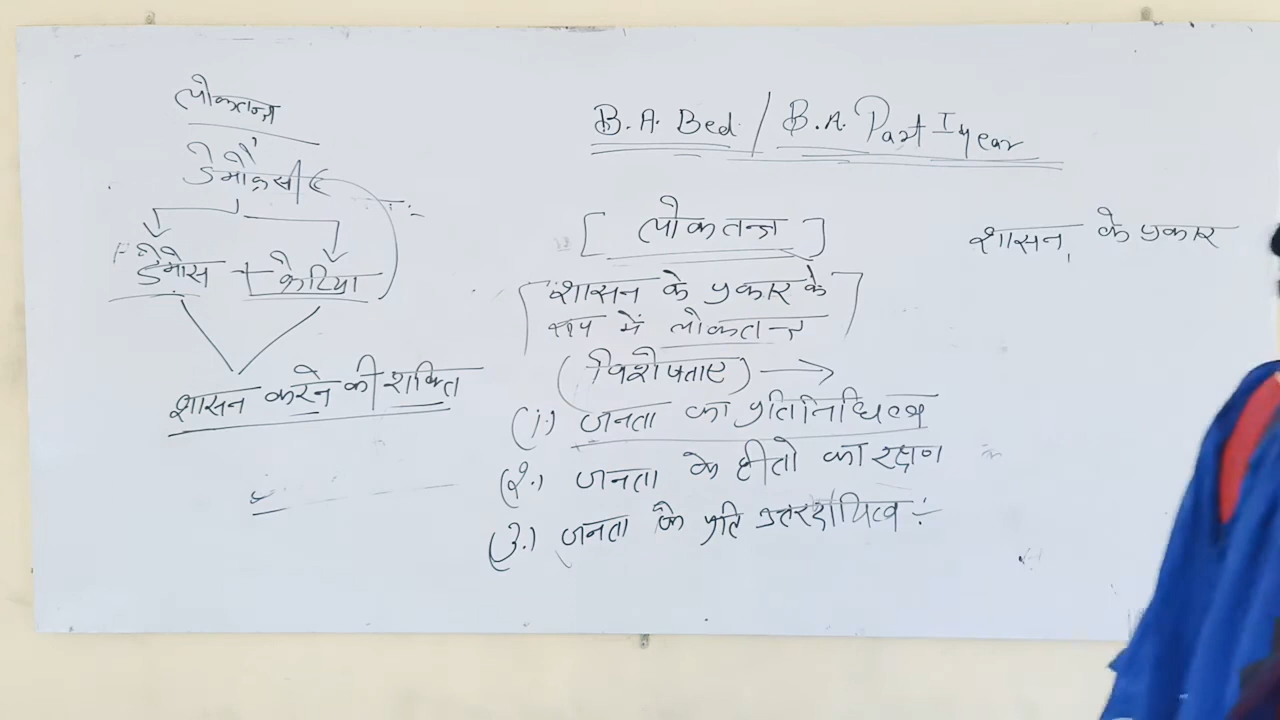 लोकतन्त्र
डेमोक्रेसी
डेमोस + क्रेटिया
शासन करने की शक्ति
B.A. Bed / B.A. Part I year
[लोकतन्त्र]
शासन के प्रकार
[शासन के प्रकार के
रूप में लोकतन्त्र]
(विशेषताए) →
(1.) जनता का प्रतिनिधित्व
(2.) जनता के हीतो का रक्षण
(3.) जनता के प्रति उत्तरदायित्व :-